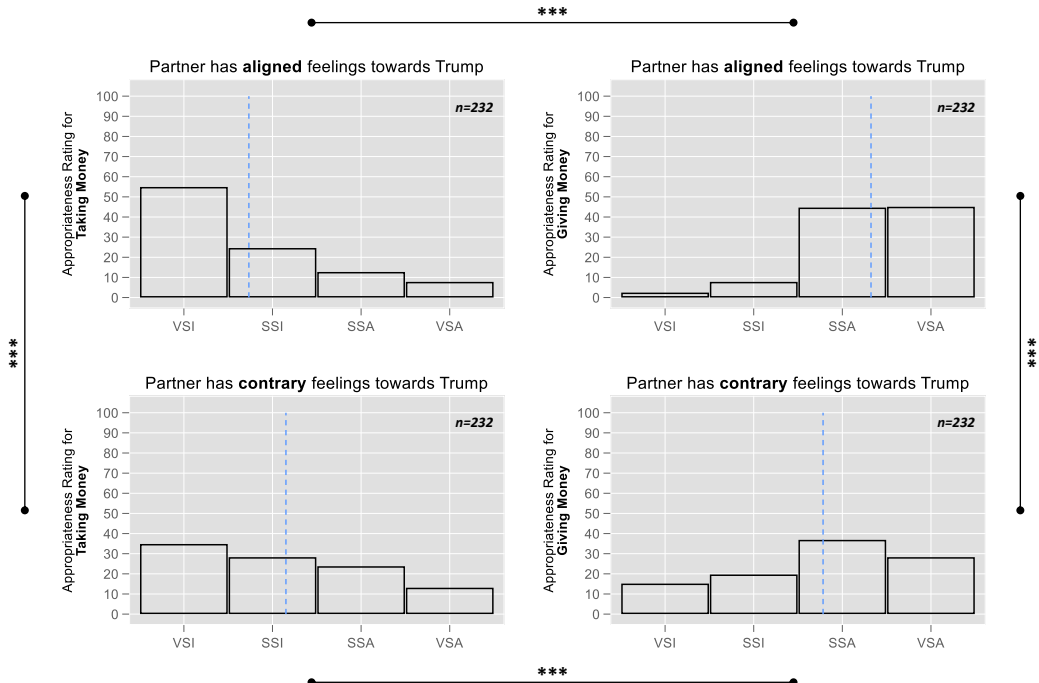 ***
Partner has aligned feelings towards Trump
Appropriateness Rating for
Taking Money
100
90
80
70
60
50
40
30
20
10
0
n=232
VSI SSI SSA VSA
Partner has aligned feelings towards Trump
Appropriateness Rating for
Giving Money
100
90
80
70
60
50
40
30
20
10
0
n=232
VSI SSI SSA VSA
***
***
Partner has contrary feelings towards Trump
Appropriateness Rating for
Taking Money
100
90
80
70
60
50
40
30
20
10
0
n=232
VSI SSI SSA VSA
Partner has contrary feelings towards Trump
Appropriateness Rating for
Giving Money
100
90
80
70
60
50
40
30
20
10
0
n=232
VSI SSI SSA VSA
***